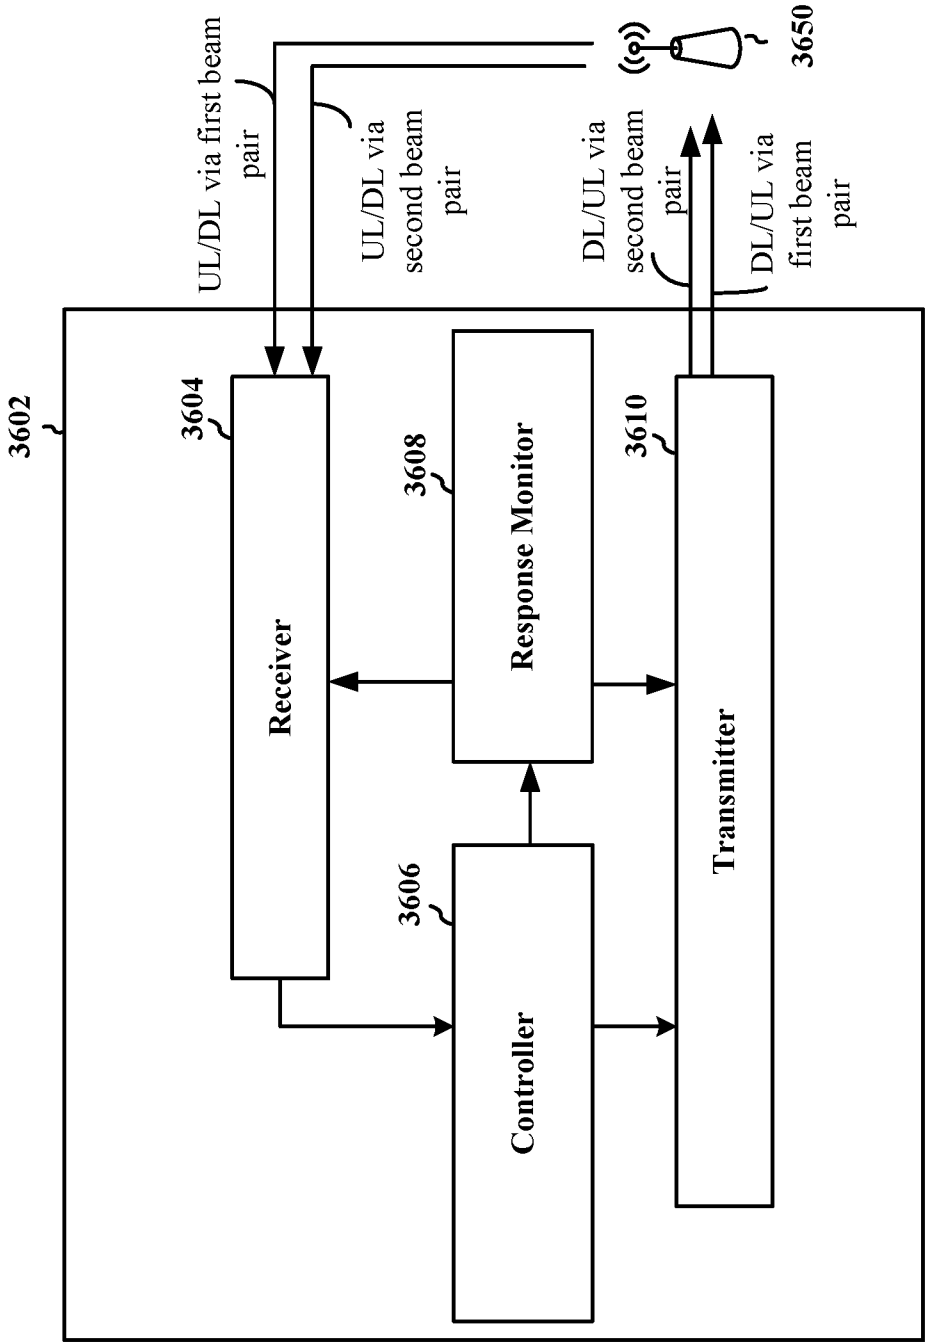 3602
UL/DL via first beam
pair
UL/DL via
second beam
pair
DL/UL via
second beam
pair
DL/UL via
first beam
pair
3650
3604
Receiver
3608
Response Monitor
3606
Controller
3610
Transmitter